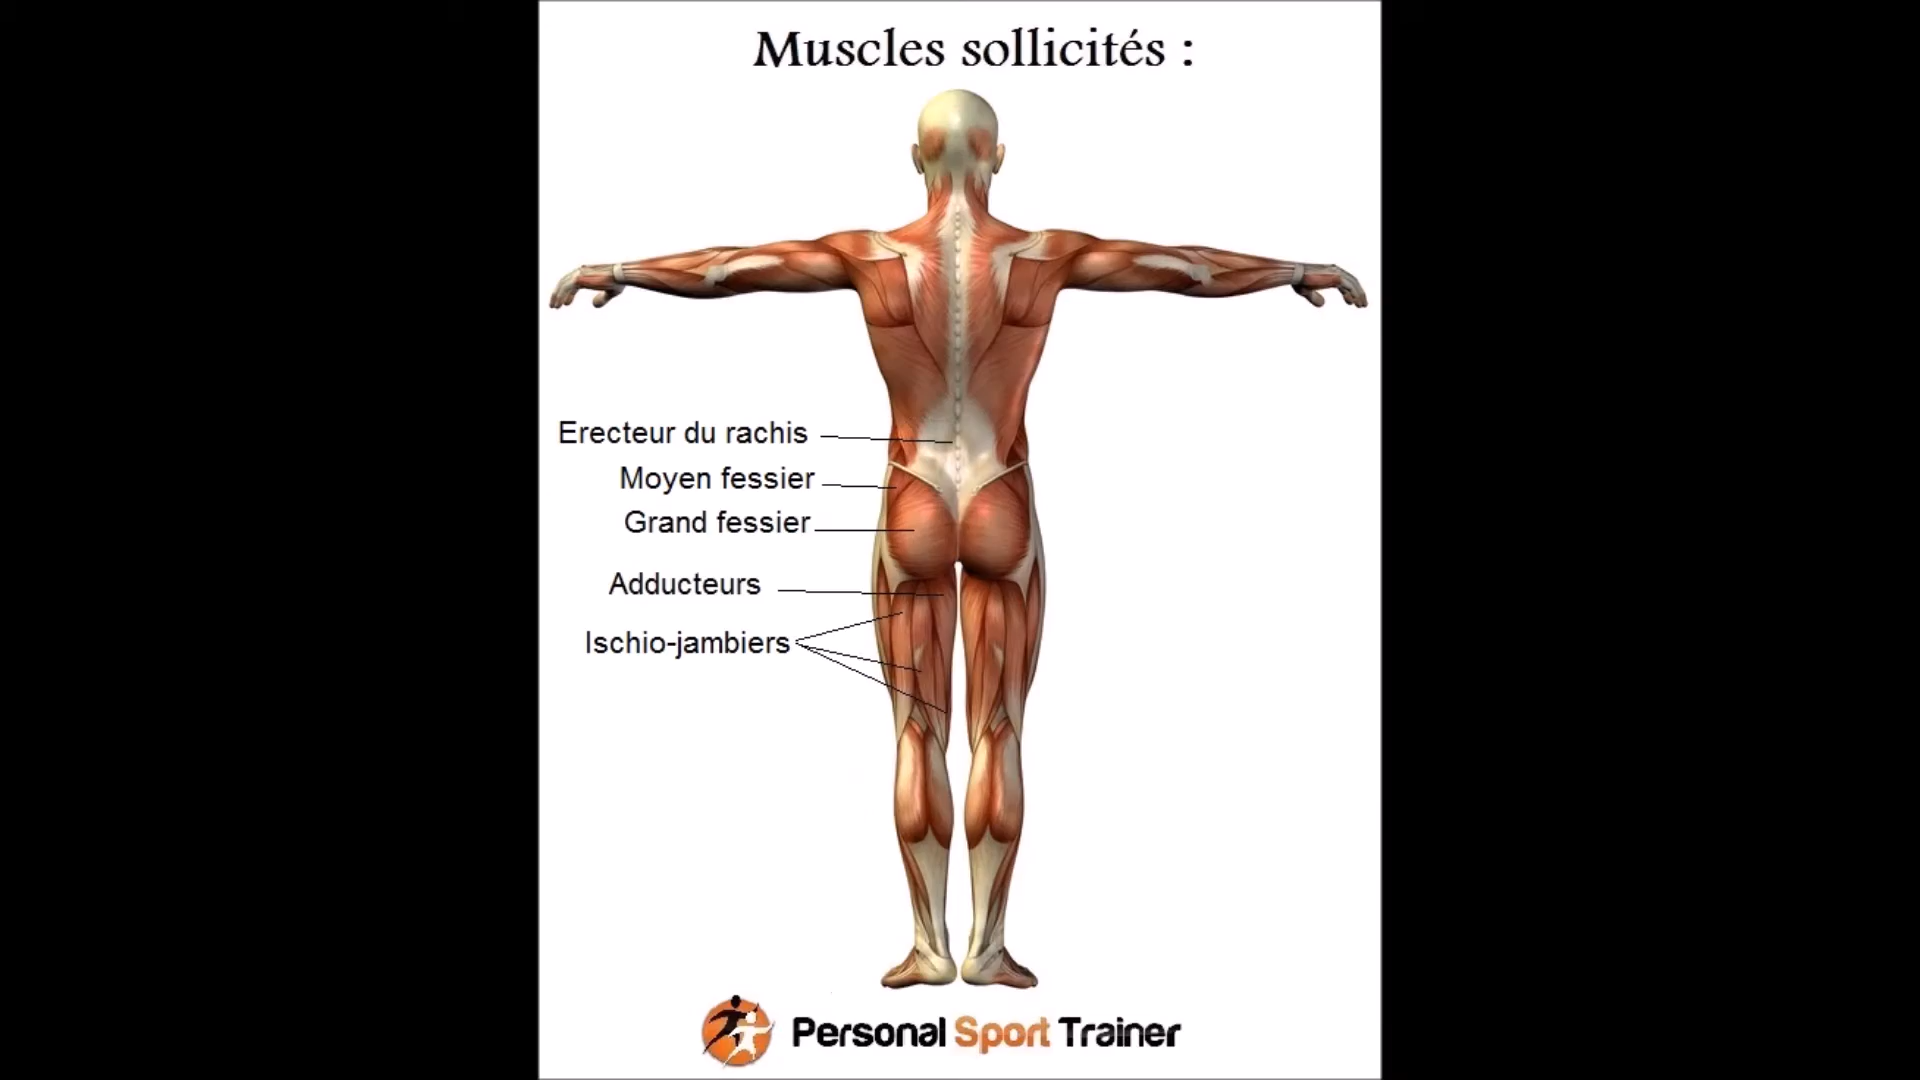 Muscles sollicités :
Erecteur du rachis
Moyen fessier
Grand fessier
Adducteurs
Ischio-jambiers
Personal Sport Trainer